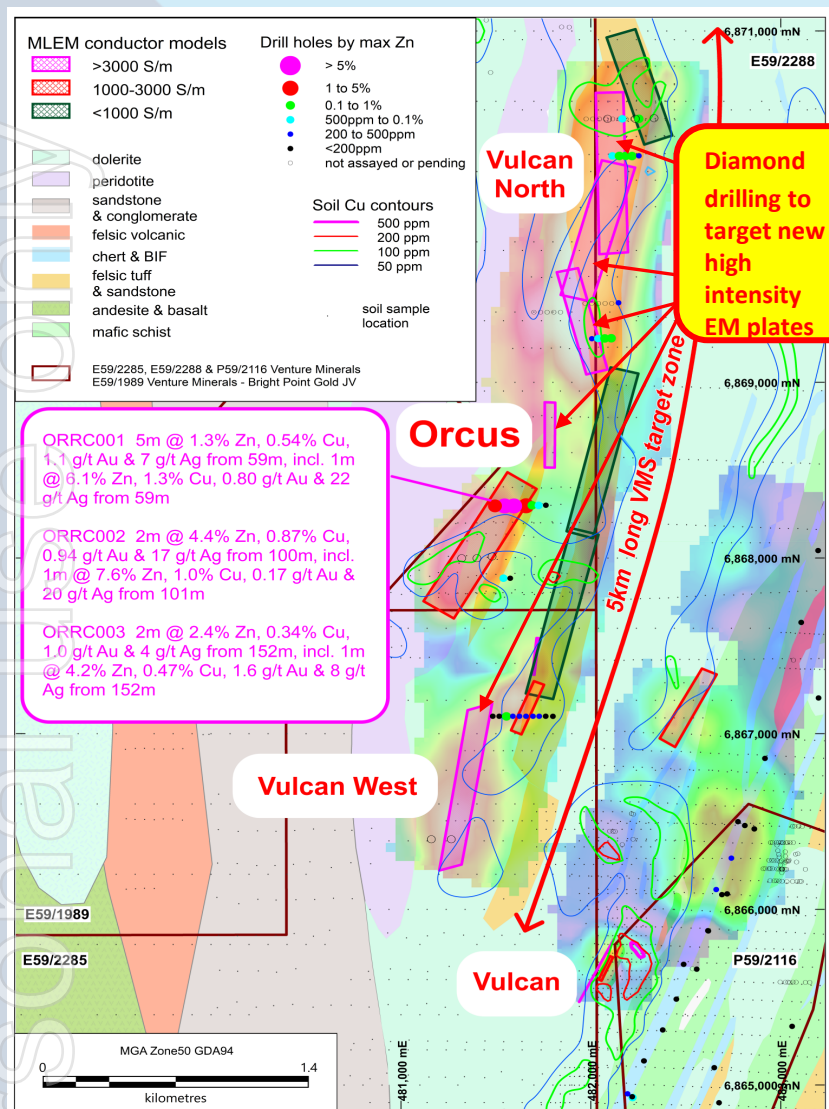 MLEM conductor models
>3000 S/m
1000-3000 S/m
<1000 S/m
dolerite
peridotite
sandstone
& conglomerate
felsic volcanic
chert & BIF
felsic tuff
& sandstone
andesite & basalt
mafic schist
E59/2285, E59/2288 & P59/2116 Venture Minerals
E59/1989 Venture Minerals - Bright Point Gold JV
Drill holes by max Zn
> 5%
1 to 5%
0.1 to 1%
500ppm to 0.1%
200 to 500ppm
<200ppm
not assayed or pending
Soil Cu contours
500 ppm
200 ppm
100 ppm
50 ppm
soil sample
location
6,871,000 mN
E59/2288
Vulcan
North
Diamond
drilling to
target new
high
intensity
EM plates
6,869,000 mN
Orcus
5km long VMS target zone
ORRC001 5m @ 1.3% Zn, 0.54% Cu,
1.1 g/t Au & 7 g/t Ag from 59m, incl. 1m
@ 6.1% Zn, 1.3% Cu, 0.80 g/t Au & 22
g/t Ag from 59m
ORRC002 2m @ 4.4% Zn, 0.87% Cu,
0.94 g/t Au & 17 g/t Ag from 100m, incl.
1m @ 7.6% Zn, 1.0% Cu, 0.17 g/t Au &
20 g/t Ag from 101m
ORRC003 2m @ 2.4% Zn, 0.34% Cu,
1.0 g/t Au & 4 g/t Ag from 152m, incl. 1m
@ 4.2% Zn, 0.47% Cu, 1.6 g/t Au & 8 g/t
Ag from 152m
6,868,000 mN
6,867,000 mN
Vulcan West
6,866,000 mN
E59/1989
E59/2285
Vulcan
P59/2116
MGA Zone50 GDA94
0 1.4
kilometres
481,000 mE
482,000 mE
6,865,000 mN
sonal use only